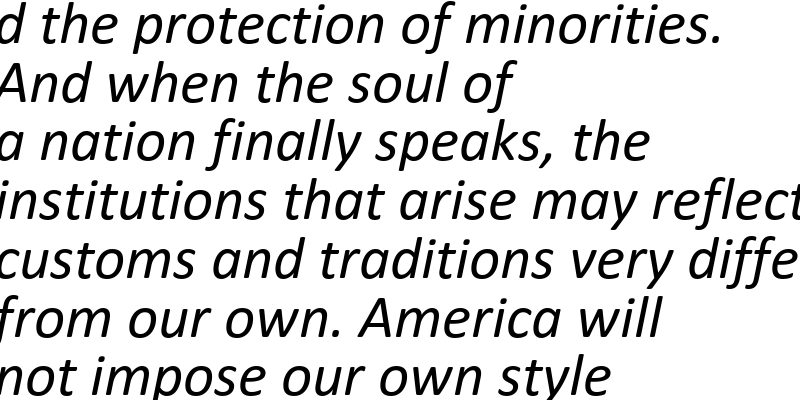 d the protection of minorities.
And when the soul of
a nation finally speaks, the
institutions that arise may reflect
customs and traditions very diffe
from our own. America will
not impose our own style